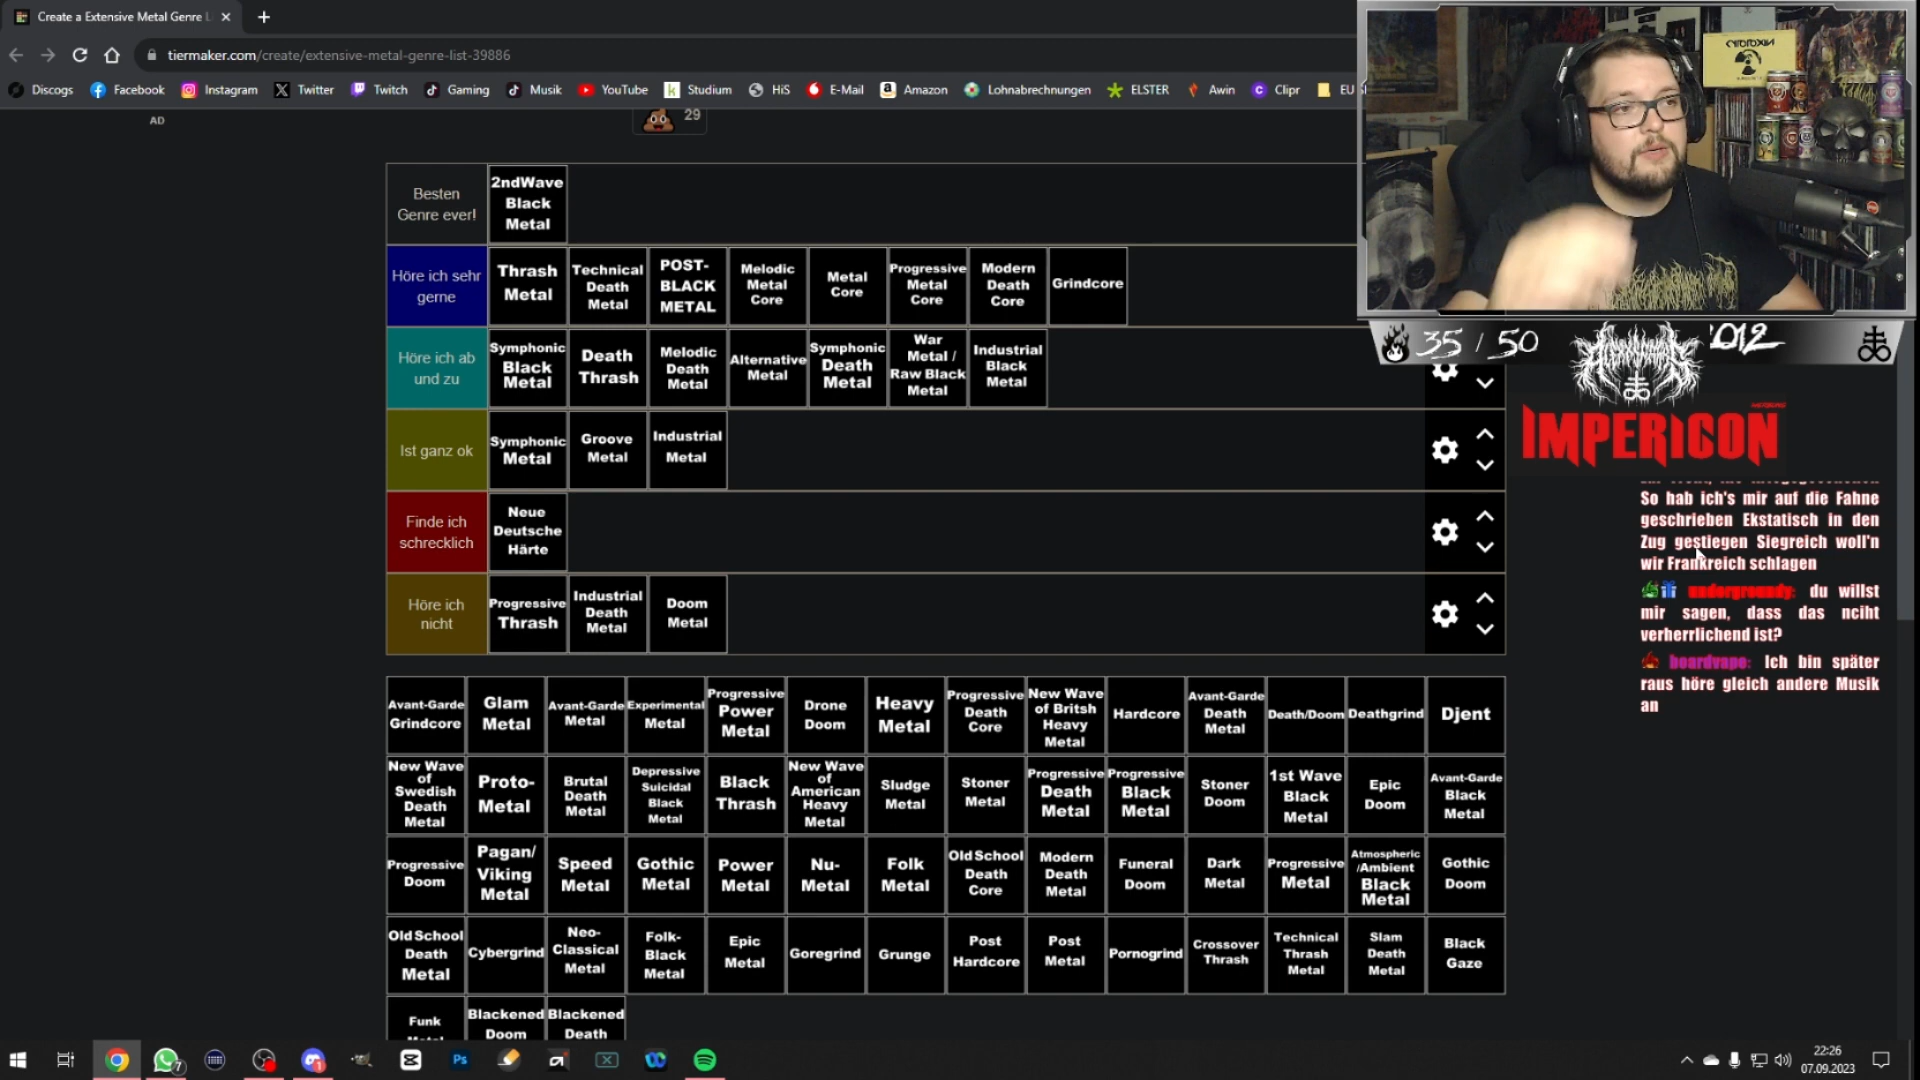 Create a Extensive Metal Genre L
tiermaker.com/create/extensive-metal-genre-list-39886
Discogs
Facebook
Instagram
Twitter
Twitch
Gaming
Musik
YouTube
Studium
HiS
E-Mail
Amazon
Lohnabrechnungen
ELSTER
Awin
Clipr
AD
29
Besten
Genre ever!
2ndWave
Black
Metal
Höre ich sehr
gerne
Thrash
Metal
Technical
Death
Metal
POST-
BLACK
METAL
Melodic
Metal
Core
Metal
Core
Progressive
Metal
Core
Modern
Death
Core
Grindcore
Höre ich ab
und zu
Symphonic
Black
Metal
Death
Thrash
Melodic
Death
Metal
Alternative
Metal
Symphonic
Death
Metal
War
Metal /
Raw Black
Metal
Industrial
Black
Metal
Ist ganz ok
Symphonic
Metal
Groove
Metal
Industrial
Metal
Finde ich
schrecklich
Neue
Deutsche
Härte
Höre ich
nicht
Progressive
Thrash
Industrial
Death
Metal
Doom
Metal
Avant-Garde
Grindcore
Glam
Metal
Avant-Garde
Metal
Experimental
Metal
Progressive
Power
Metal
Drone
Doom
Heavy
Metal
Progressive
Death
Core
New Wave
of Britsh
Heavy
Metal
Hardcore
Avant-Garde
Death
Metal
Death/Doom
Deathgrind
Djent
New Wave
of
Swedish
Death
Metal
Proto-
Metal
Brutal
Death
Metal
Depressive
Suicidal
Black
Metal
Black
Thrash
New Wave
of
American
Heavy
Metal
Sludge
Metal
Stoner
Metal
Progressive
Death
Metal
Progressive
Black
Metal
Stoner
Doom
1st Wave
Black
Metal
Epic
Doom
Avant-Garde
Black
Metal
Progressive
Doom
Pagan/
Viking
Metal
Speed
Metal
Gothic
Metal
Power
Metal
Nu-
Metal
Folk
Metal
Old School
Death
Core
Modern
Death
Metal
Funeral
Doom
Dark
Metal
Progressive
Metal
Atmospheric
/Ambient
Black
Metal
Gothic
Doom
Old School
Death
Metal
Cybergrind
Neo-
Classical
Metal
Folk-
Black
Metal
Epic
Metal
Goregrind
Grunge
Post
Hardcore
Post
Metal
Pornogrind
Crossover
Thrash
Technical
Thrash
Metal
Slam
Death
Metal
Black
Gaze
Funk
Blackened
Doom
Blackened
Death
35 / 50
IMPERICON
So hab ich's mir auf die Fahne
geschrieben Ekstatisch in den
Zug gestiegen Siegreich woll'n
wir Frankreich schlagen
undergroundy: du willst
mir sagen, dass das nciht
verherrlichend ist?
boardvape: Ich bin später
raus höre gleich andere Musik
an
Ps
7
1
22:26
07.09.2023